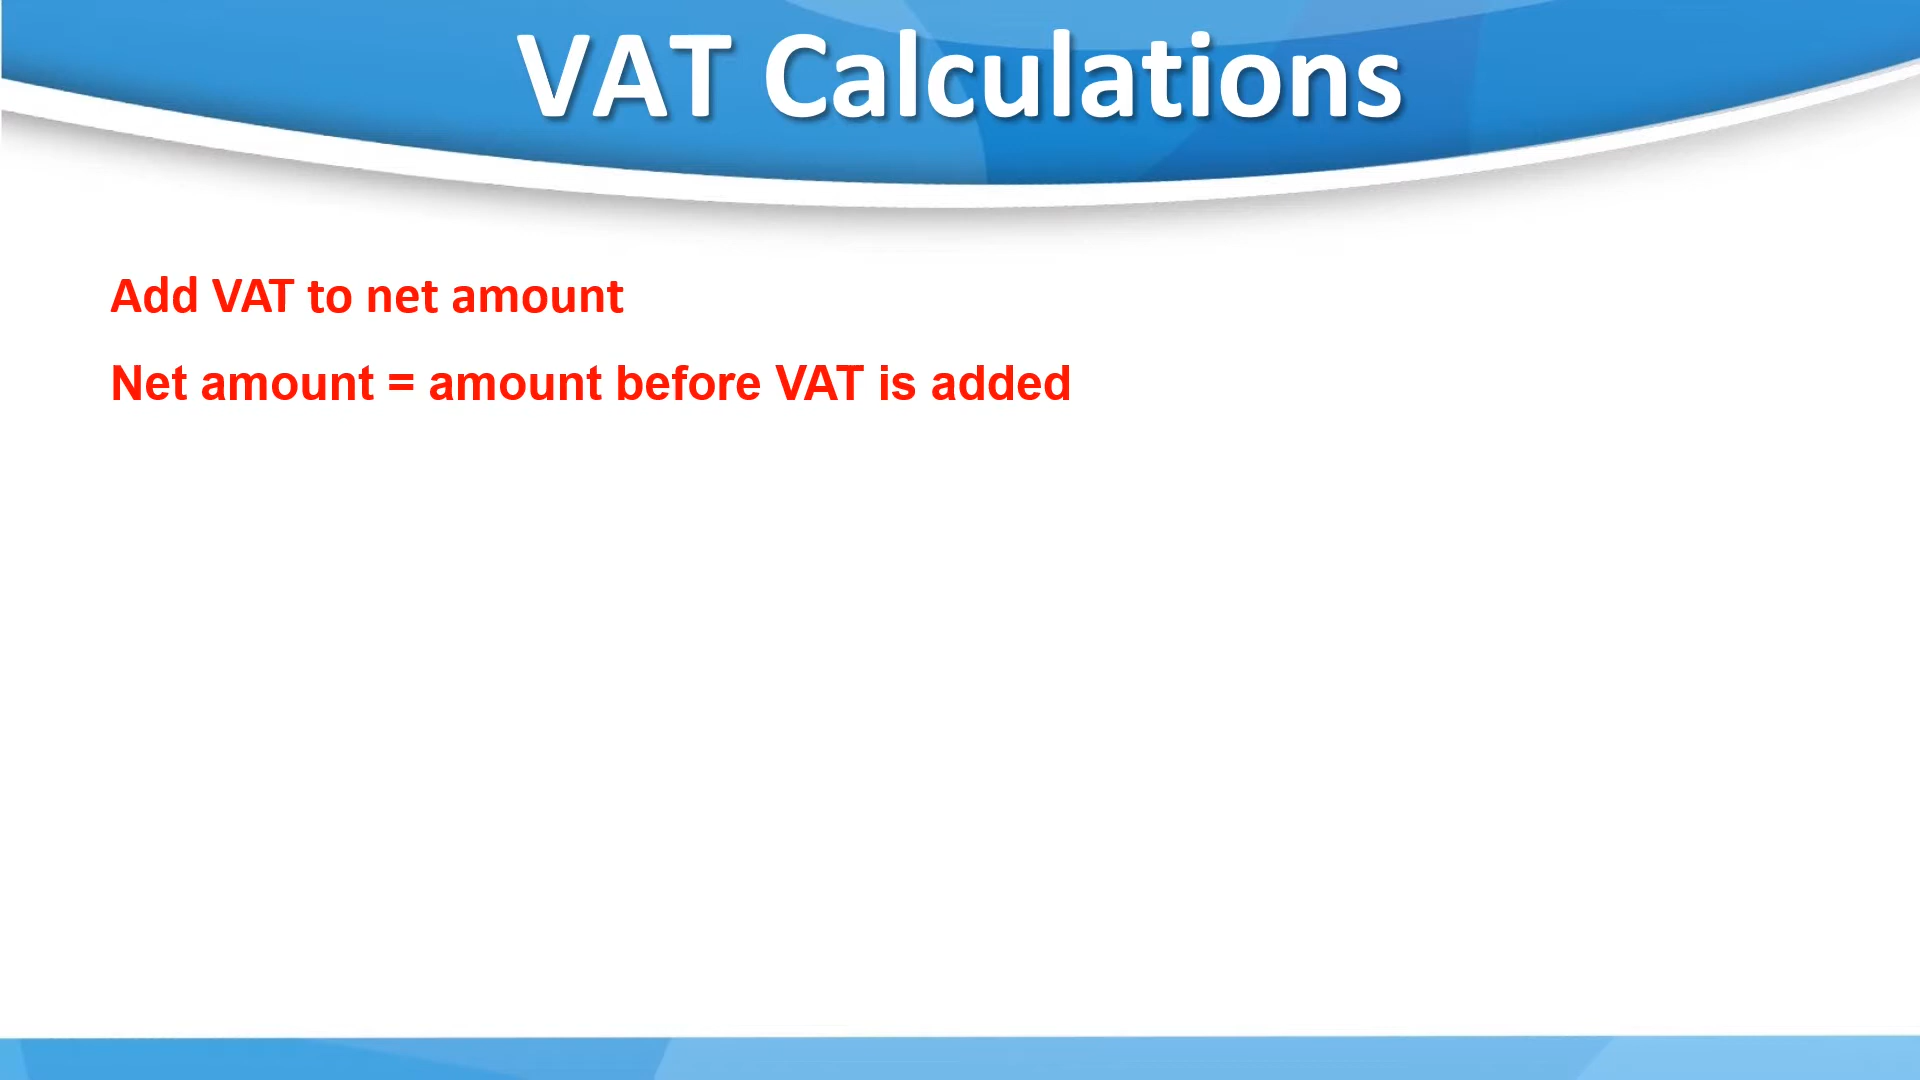 VAT Calculations
Add VAT to net amount
Net amount = amount before VAT is added